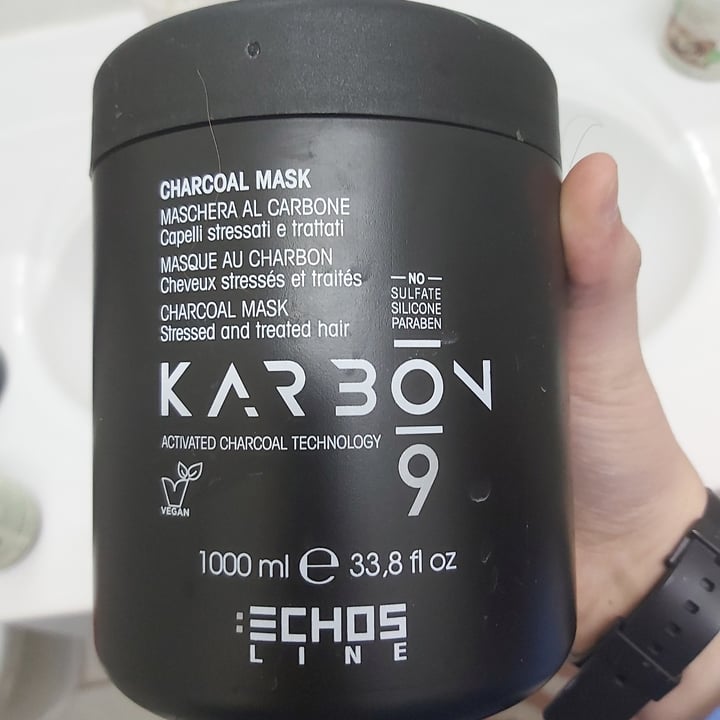 CHARCOAL MASK
MASCHERA AL CARBONE
Capelli stressati e trattati
MASQUE AU CHARBON
Cheveux stressés et traités
CHARCOAL MASK
Stressed and treated hair
NO
SULFATE
SILICONE
PARABEN
KARBON
9
ACTIVATED CHARCOAL TECHNOLOGY
VEGAN
1000 ml e 33,8 fl oz
:ECHOS
LINE